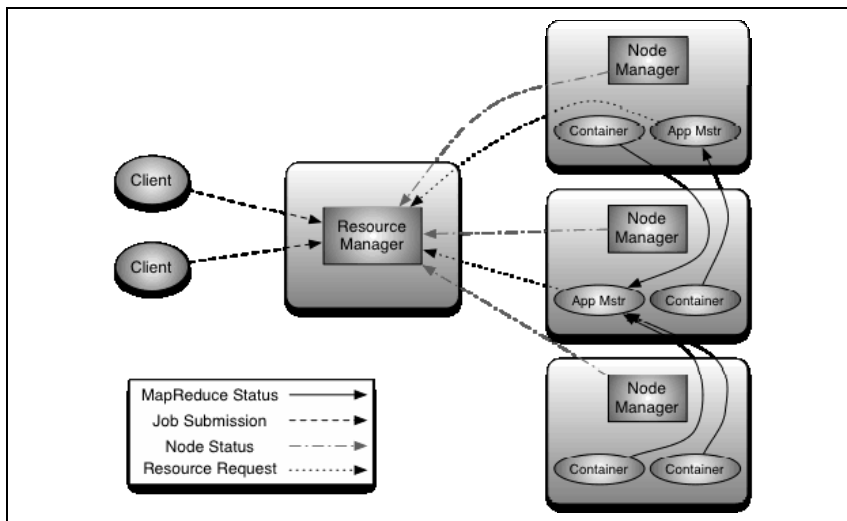 Node
Manager
Container
App Mstr
Client
Client
Resource
Manager
Node
Manager
App Mstr
Container
Node
Manager
Container
Container
MapReduce Status
Job Submission
Node Status
Resource Request